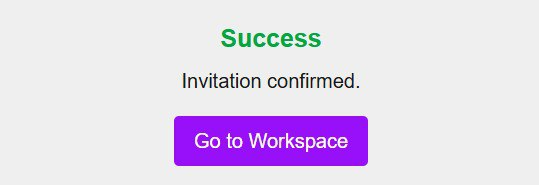 Success
Invitation confirmed.
Go to Workspace